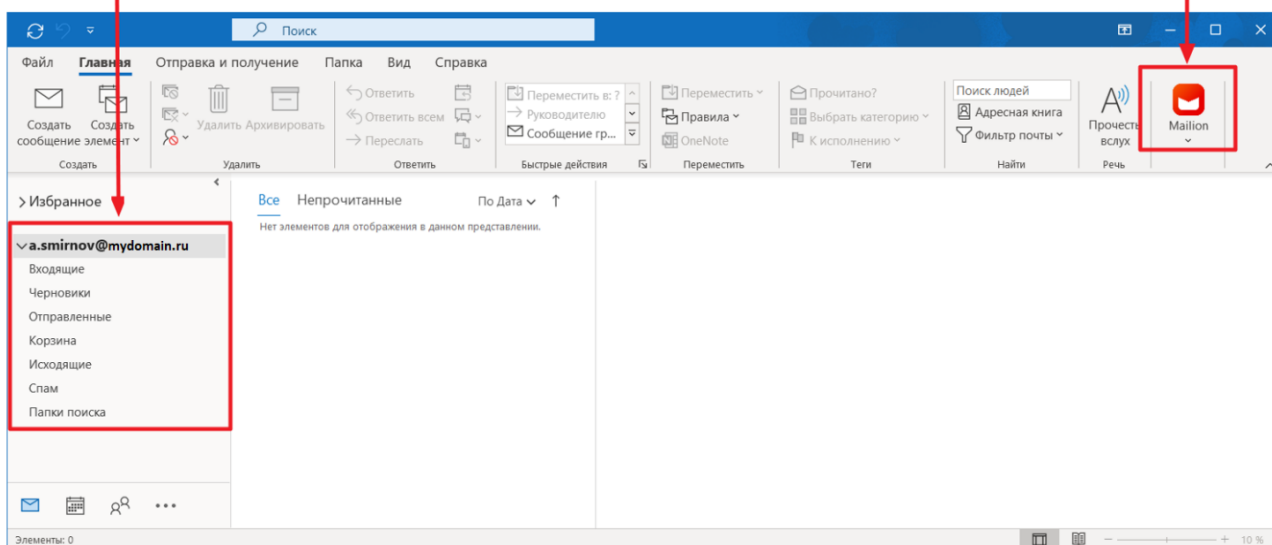 Поиск
Файл Главная Отправка и получение Папка Вид Справка
Создать сообщение
Создать элемент
Создать
Удалить Архивировать
Удалить
Ответить
Ответить всем
Переслать
Ответить
Переместить в: ?
Руководителю
Сообщение гр...
Быстрые действия
Переместить
Правила
OneNote
Переместить
Прочитано?
Выбрать категорию
К исполнению
Теги
Поиск людей
Адресная книга
Фильтр почты
Найти
Прочесть
вслух
Речь
Mailion
Избранное
a.smirnov@mydomain.ru
Входящие
Черновики
Отправленные
Корзина
Исходящие
Спам
Папки поиска
Все Непрочитанные По Дата
Нет элементов для отображения в данном представлении.
Элементы: 0
10 %